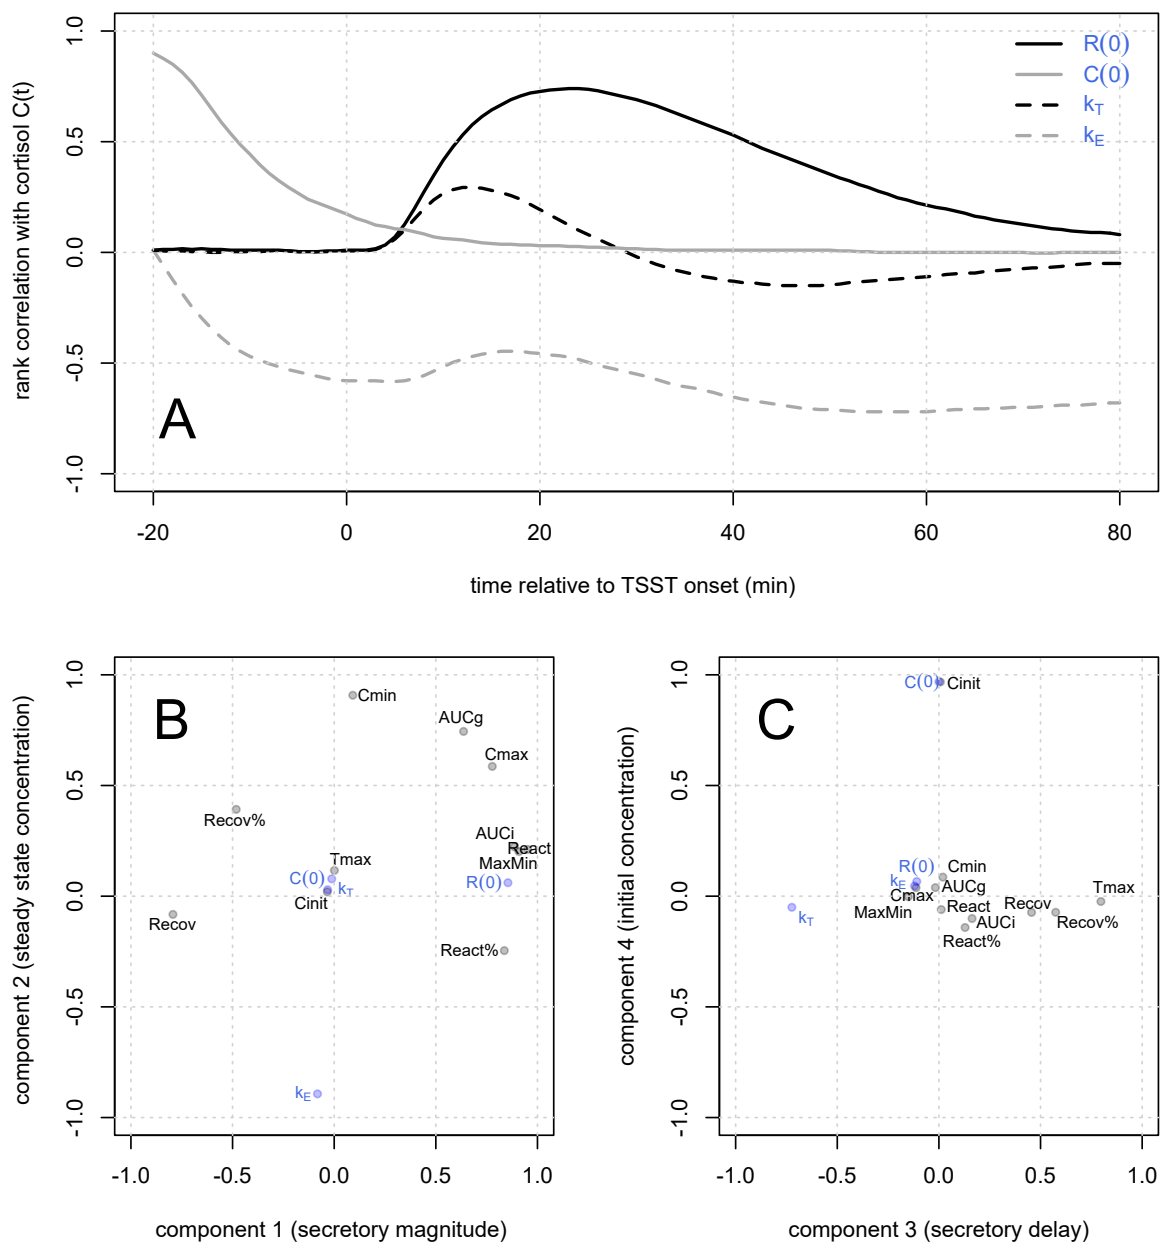 rank correlation with cortisol C(t)
1.0
0.5
0.0
-0.5
-1.0
R(0)
C(0)
kT
kE
A
-20
0
20
40
60
80
time relative to TSST onset (min)
component 2 (steady state concentration)
1.0
0.5
0.0
-0.5
-1.0
B
Cmin
AUCg
Cmax
Recov%
AUCi
React
MaxMin
Tmax
C(0)
kT
R(0)
Cinit
Recov
React%
kE
-1.0
-0.5
0.0
0.5
1.0
component 1 (secretory magnitude)
component 4 (initial concentration)
1.0
0.5
0.0
-0.5
-1.0
C
C(0)
Cinit
R(0)
Cmin
kE
AUCg
Cmax
Tmax
MaxMin
React
Recov
kT
AUCi
Recov%
React%
-1.0
-0.5
0.0
0.5
1.0
component 3 (secretory delay)